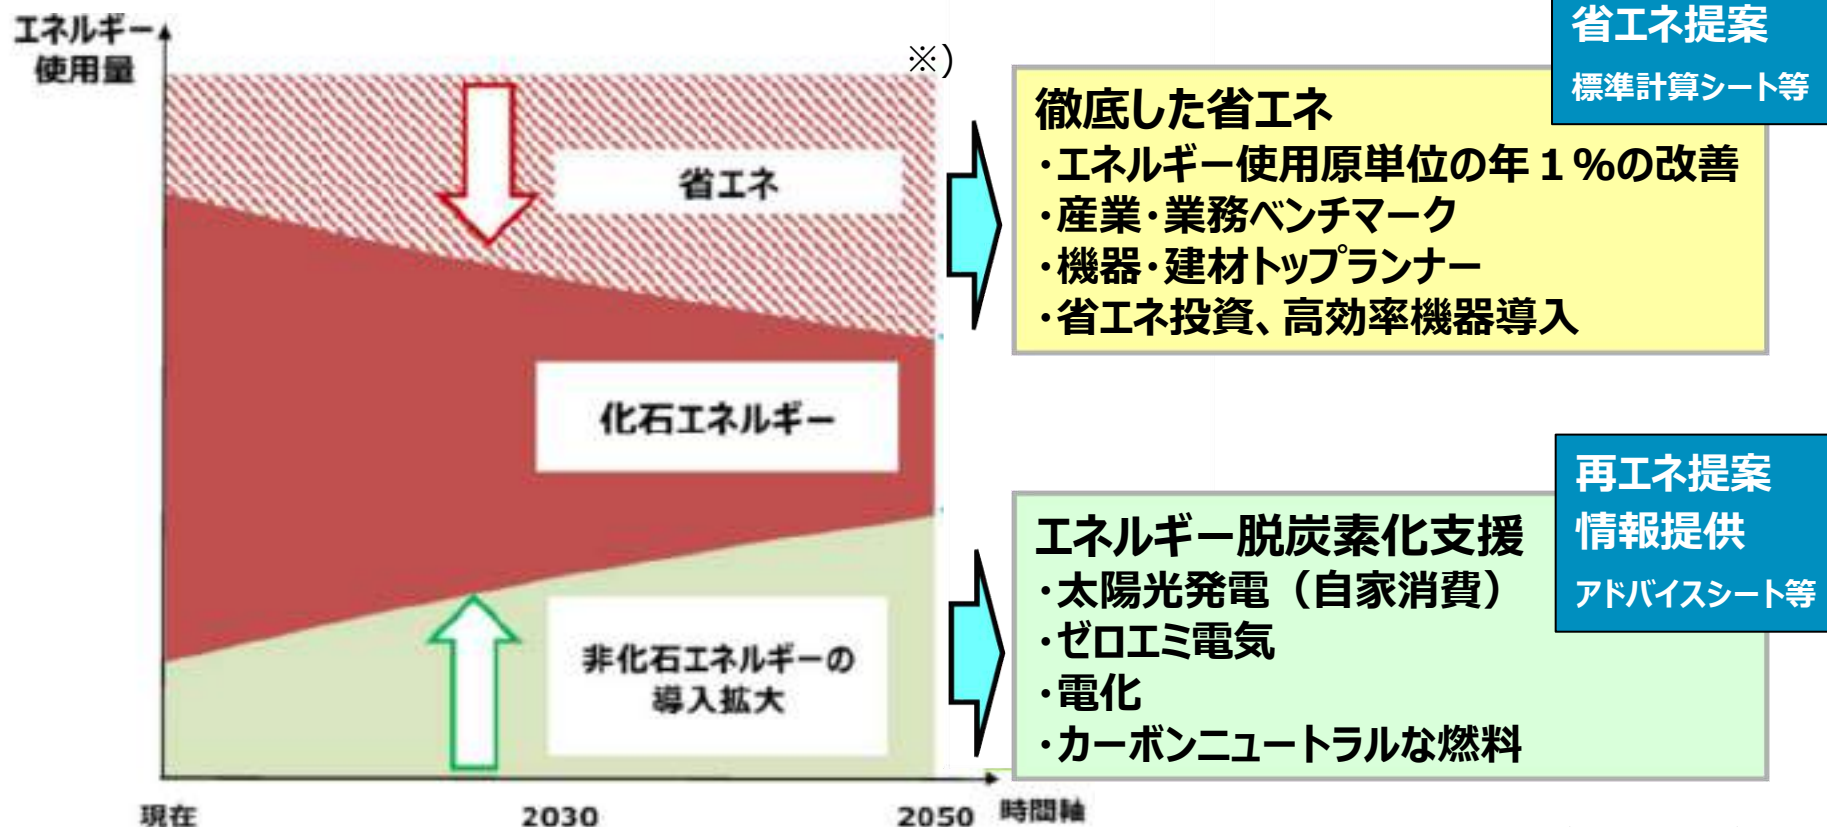 エネルギー
使用量
※)
省エネ
化石エネルギー
非化石エネルギーの
導入拡大
現在
2030
2050
時間軸
省エネ提案
標準計算シート等
徹底した省エネ
・エネルギー使用原単位の年１%の改善
・産業・業務ベンチマーク
・機器・建材トップランナー
・省エネ投資、高効率機器導入
再エネ提案
情報提供
アドバイスシート等
エネルギー脱炭素化支援
・太陽光発電（自家消費）
・ゼロエミ電気
・電化
・カーボンニュートラルな燃料